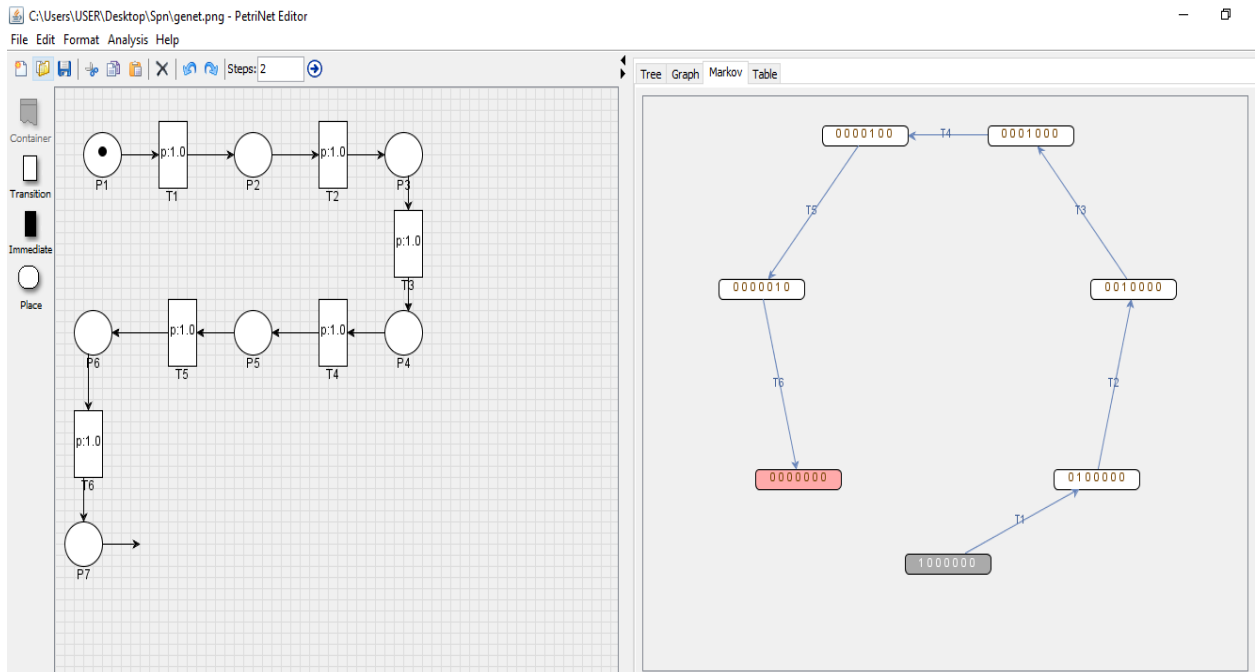 C:\Users\USER\Desktop\Spn\genet.png - PetriNet Editor
File Edit Format Analysis Help
Steps: 2
Tree Graph Markov Table
Container
Transition
Immediate
Place
p:1.0 p:1.0
P1 T1 P2 T2 P3
p:1.0
T3
p:1.0 p:1.0
P6 T5 P5 T4 P4
p:1.0
T6
P7
0000100 T4 0001000
T5 T3
0000010 0010000
T6 T2
0000000 0100000
T1
1000000